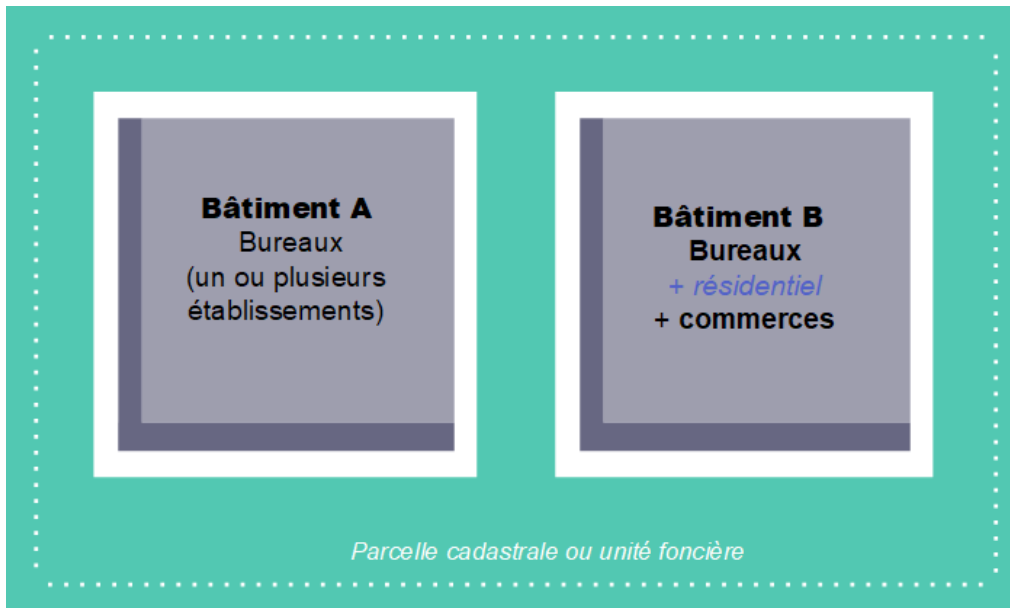 Bâtiment A
Bureaux
(un ou plusieurs
établissements)
Bâtiment B
Bureaux
+ résidentiel
+ commerces
Parcelle cadastrale ou unité foncière